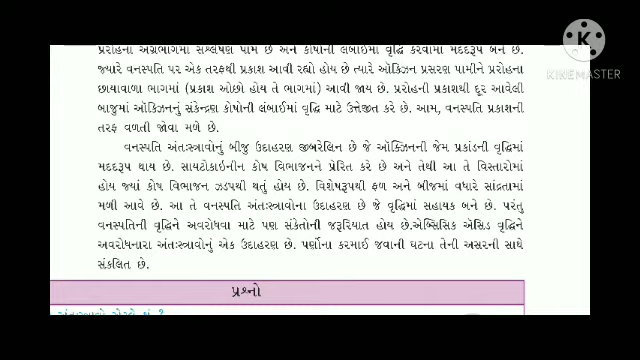 પ્રરોહના અગ્રભાગમાં સંશ્લેષણ પામે છે અને કોષોની લંબાઈમાં વૃદ્ધિ કરવામાં મદદરૂપ બને છે.
જ્યારે વનસ્પતિ પર એક તરફથી પ્રકાશ આવી રહ્યો હોય છે ત્યારે ઑક્ઝિન પ્રસરણ પામીને પ્રરોહના
છાયાવાળા ભાગમાં (પ્રકાશ ઓછો હોય તે ભાગમાં) આવી જાય છે. પ્રરોહની પ્રકાશથી દૂર આવેલી
બાજુમાં ઑક્ઝિનનું સંકેન્દ્રણ કોષોની લંબાઈમાં વૃદ્ધિ માટે ઉત્તેજીત કરે છે. આમ, વનસ્પતિ પ્રકાશની
તરફ વળતી જોવા મળે છે.
વનસ્પતિ અંતઃસ્ત્રાવોનું બીજુ ઉદાહરણ જીબરેલિન છે જે ઑક્ઝિનની જેમ પ્રકાંડની વૃદ્ધિમાં
મદદરૂપ થાય છે. સાયટોકાઇનીન કોષ વિભાજનને પ્રેરિત કરે છે અને તેથી આ તે વિસ્તારોમાં
હોય છે જ્યાં કોષ વિભાજન ઝડપથી થતું હોય છે. વિશેષરૂપથી ફળ અને બીજમાં વધારે સાંદ્રતામાં
મળી આવે છે. આ તે વનસ્પતિ અંતઃસ્ત્રાવોના ઉદાહરણ છે જે વૃદ્ધિમાં સહાયક બને છે. પરંતુ
વનસ્પતિની વૃદ્ધિને અવરોધવા માટે પણ સંકેતોની જરૂરિયાત હોય છે.એબ્સિસિક ઍસિડ વૃદ્ધિને
અવરોધનારા અંતઃસ્ત્રાવોનું એક ઉદાહરણ છે. પર્ણોના કરમાઈ જવાની ઘટના તેની અસરની સાથે
સંકલિત છે.
પ્રશ્નો
KINEMASTER